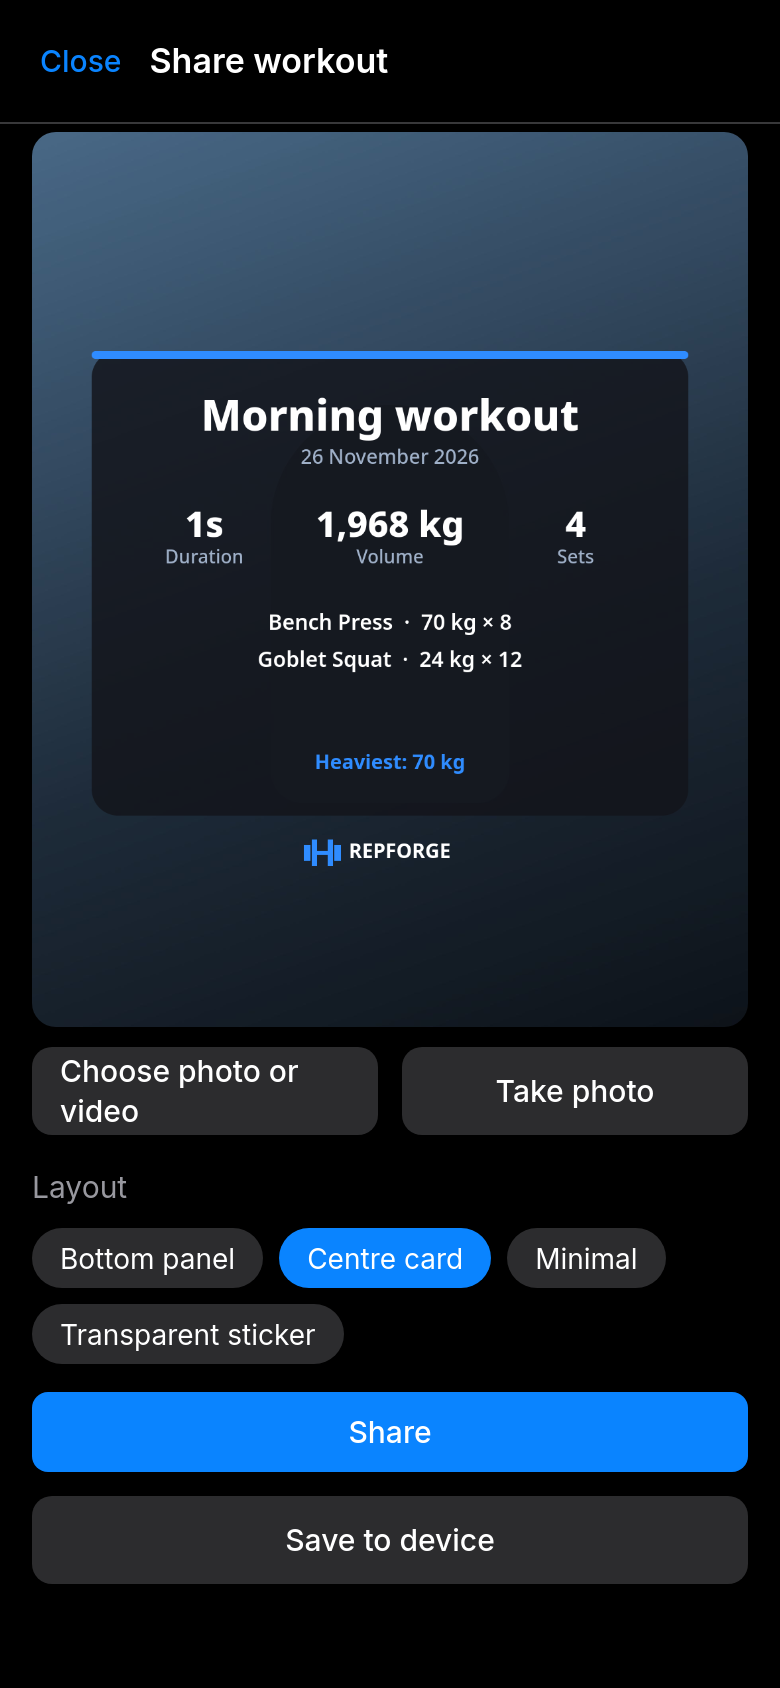 Close Share workout
Morning workout
26 November 2026
1s 1,968 kg 4
Duration Volume Sets
Bench Press · 70 kg × 8
Goblet Squat · 24 kg × 12
Heaviest: 70 kg
REPFORGE
Choose photo or
video
Take photo
Layout
Bottom panel Centre card Minimal
Transparent sticker
Share
Save to device